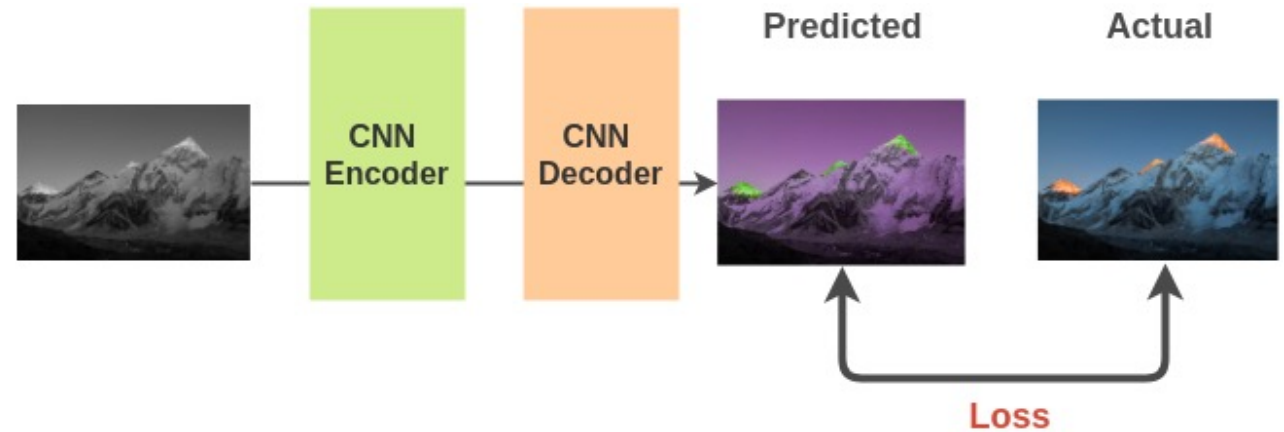 Predicted
Actual
CNN
Encoder
CNN
Decoder
Loss